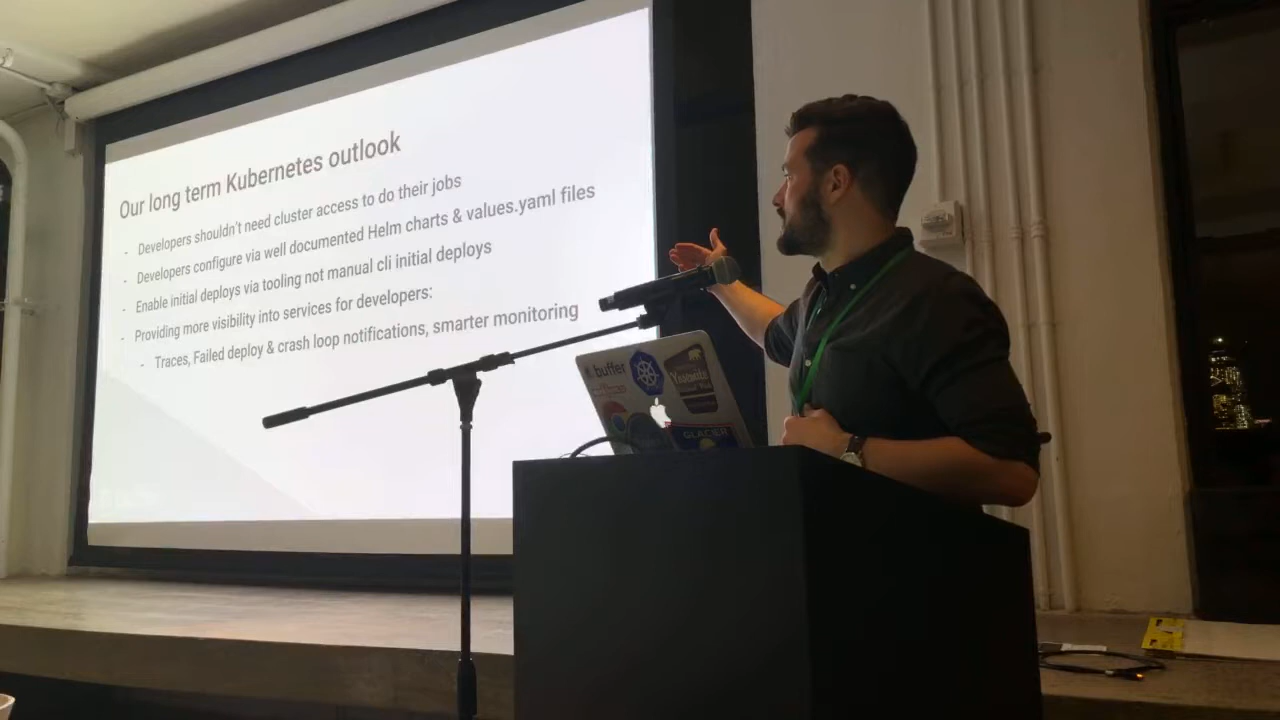 Our long term Kubernetes outlook
- Developers shouldn't need cluster access to do their jobs
- Developers configure via well documented Helm charts & values.yaml files
- Enable initial deploys via tooling not manual cli initial deploys
- Providing more visibility into services for developers:
- Traces, Failed deploy & crash loop notifications, smarter monitoring
buffer
Yosemite
GLACIER